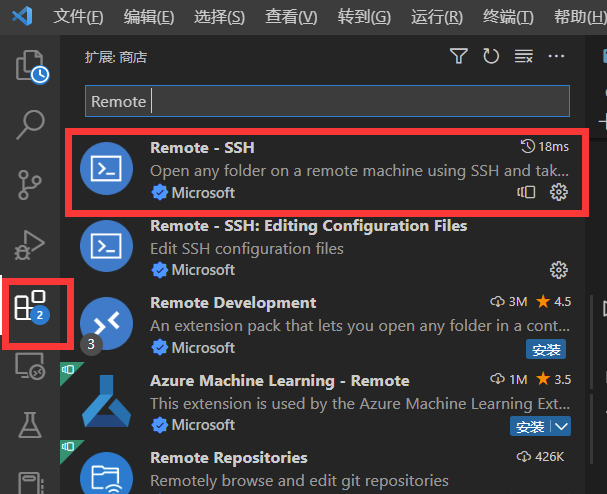 文件(F) 编辑(E) 选择(S) 查看(V) 转到(G) 运行(R) 终端(T) 帮助(H)
扩展: 商店
Remote
Remote - SSH 18ms
Open any folder on a remote machine using SSH and tak...
Microsoft
Remote - SSH: Editing Configuration Files
Edit SSH configuration files
Microsoft
2
Remote Development 3M 4.5
An extension pack that lets you open any folder in a cont...
3
Microsoft 安装
Azure Machine Learning - Remote 1M 3.5
This extension is used by the Azure Machine Learning Ext...
Microsoft 安装
Remote Repositories 426K
Remotely browse and edit git repositories